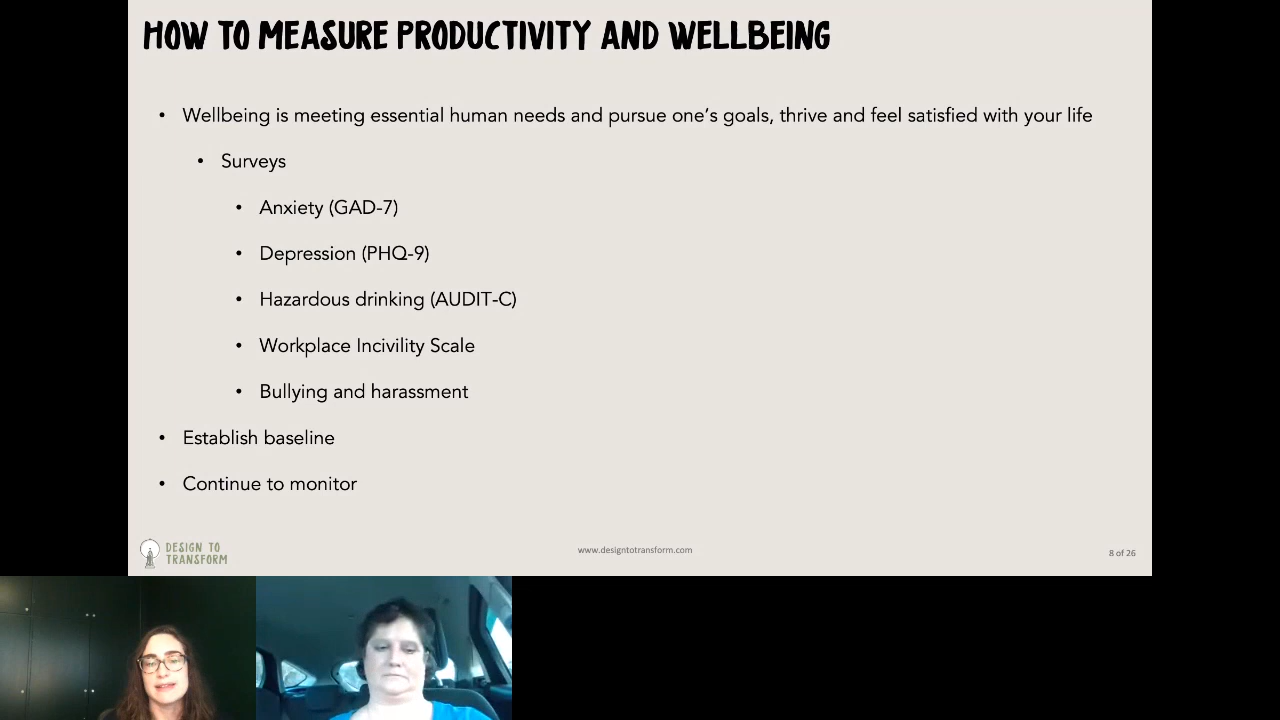 HOW TO MEASURE PRODUCTIVITY AND WELLBEING
• Wellbeing is meeting essential human needs and pursue one's goals, thrive and feel satisfied with your life
• Surveys
• Anxiety (GAD-7)
• Depression (PHQ-9)
• Hazardous drinking (AUDIT-C)
• Workplace Incivility Scale
• Bullying and harassment
• Establish baseline
• Continue to monitor
DESIGN TO
TRANSFORM
www.designtotransform.com
8 of 26